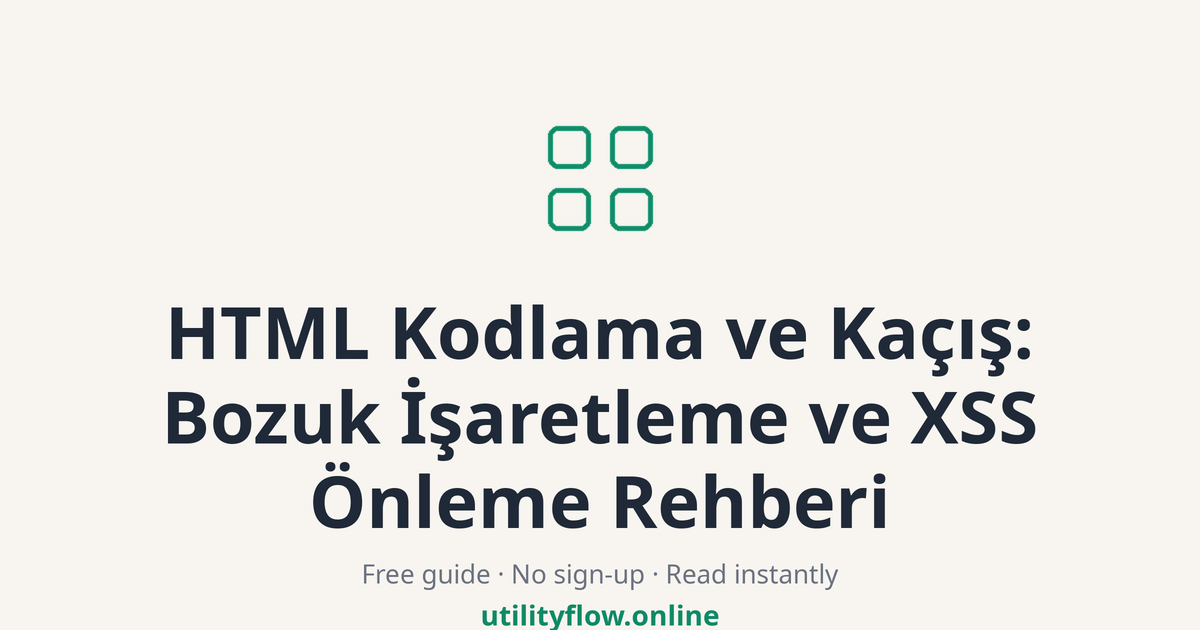 HTML Kodlama ve Kaçış:
Bozuk İşaretleme ve XSS
Önleme Rehberi
Free guide · No sign-up · Read instantly
utilityflow.online